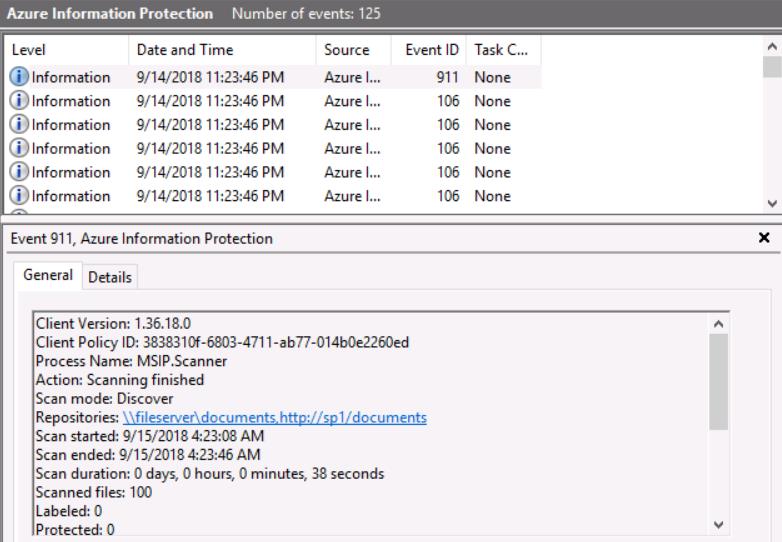 Azure Information Protection Number of events: 125
Level Date and Time Source Event ID Task C...
Information 9/14/2018 11:23:46 PM Azure I... 911 None
Information 9/14/2018 11:23:46 PM Azure I... 106 None
Information 9/14/2018 11:23:46 PM Azure I... 106 None
Information 9/14/2018 11:23:46 PM Azure I... 106 None
Information 9/14/2018 11:23:46 PM Azure I... 106 None
Information 9/14/2018 11:23:46 PM Azure I... 106 None
Event 911, Azure Information Protection
General Details
Client Version: 1.36.18.0
Client Policy ID: 3838310f-6803-4711-ab77-014b0e2260ed
Process Name: MSIP.Scanner
Action: Scanning finished
Scan mode: Discover
Repositories: \\fileserver\documents,http://sp1/documents
Scan started: 9/15/2018 4:23:08 AM
Scan ended: 9/15/2018 4:23:46 AM
Scan duration: 0 days, 0 hours, 0 minutes, 38 seconds
Scanned files: 100
Labeled: 0
Protected: 0